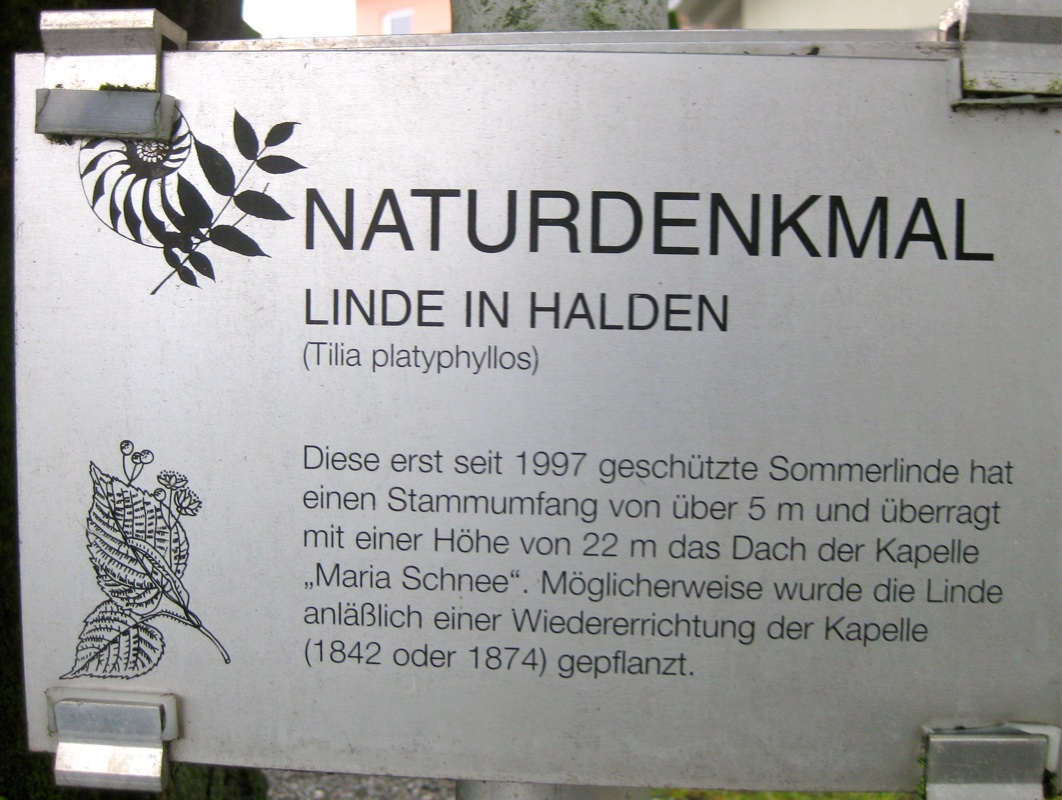 NATURDENKMAL
LINDE IN HALDEN
(Tilia platyphyllos)
Diese erst seit 1997 geschützte Sommerlinde hat
einen Stammumfang von über 5 m und überragt
mit einer Höhe von 22 m das Dach der Kapelle
„Maria Schnee“. Möglicherweise wurde die Linde
anläßlich einer Wiedererrichtung der Kapelle
(1842 oder 1874) gepflanzt.